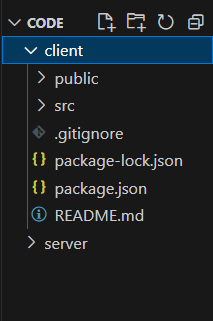 CODE
client
public
src
.gitignore
package-lock.json
package.json
README.md
server